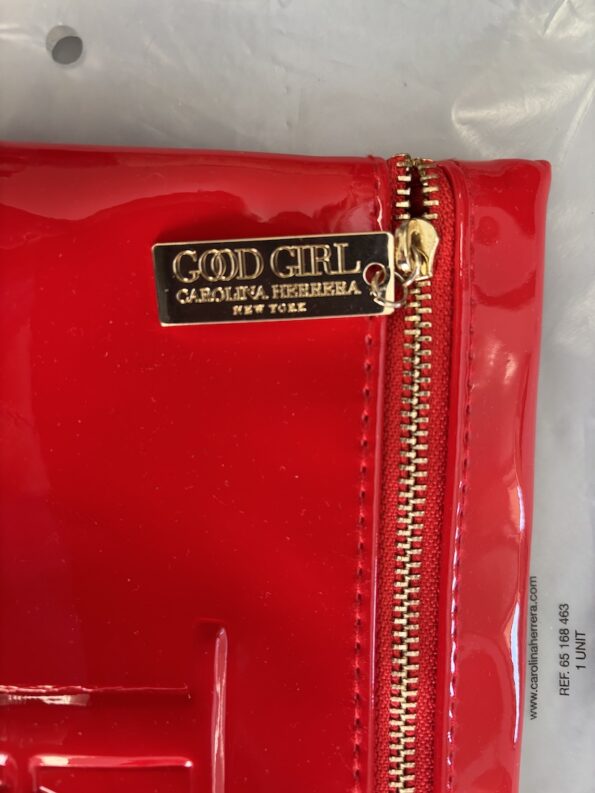 GOOD GIRL
CAROLINA HERRERA
NEW YORK
www.carolinaherrera.com
REF. 65 168 463
1 UNIT